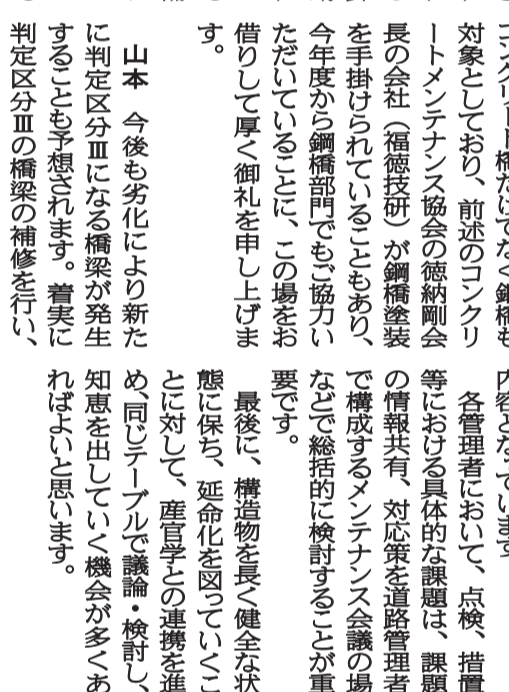 コンクリート橋だけでなく鋼橋も
対象としており、前述のコンクリ
ートメンテナンス協会の徳納剛会
長の会社（福徳技研）が鋼橋塗装
を手掛けられていることもあり、
今年度から鋼橋部門でもご協力い
ただいていることに、この場をお
借りして厚く御礼を申し上げま
す。
山本　今後も劣化により新た
に判定区分Ⅲになる橋梁が発生
することも予想されます。着実に
判定区分Ⅲの橋梁の補修を行い、
内容となっています
各管理者において、点検、措置
等における具体的な課題は、課題
の情報共有、対応策を道路管理者
で構成するメンテナンス会議の場
などで総括的に検討することが重
要です。
最後に、構造物を長く健全な状
態に保ち、延命化を図っていくこ
とに対して、産官学との連携を進
め、同じテーブルで議論・検討し、
知恵を出していく機会が多くあ
ればよいと思います。